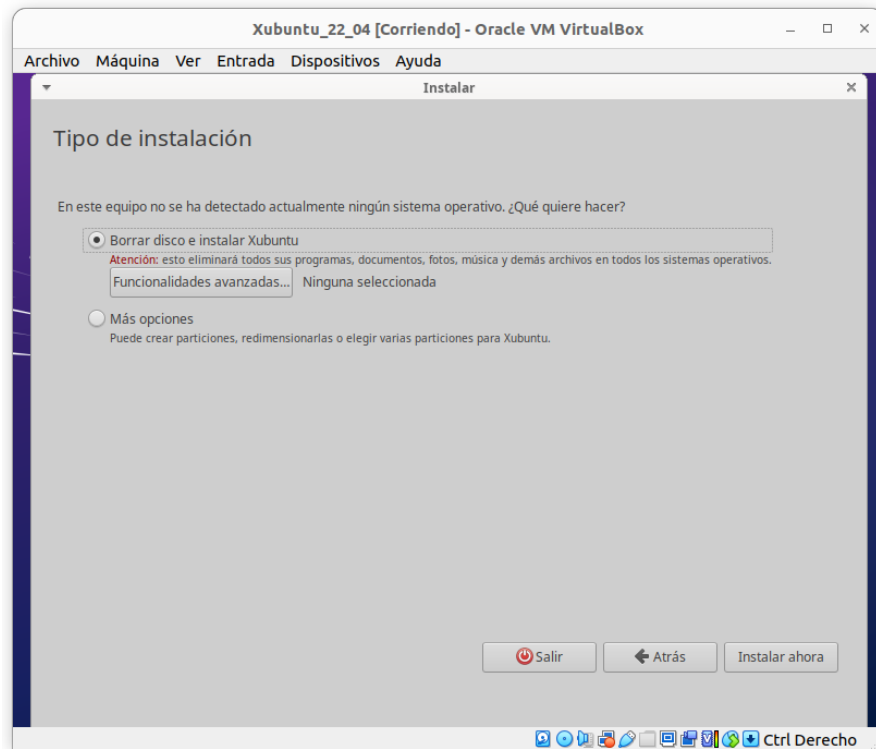 Xubuntu_22_04 [Corriendo] - Oracle VM VirtualBox
Archivo Máquina Ver Entrada Dispositivos Ayuda
Instalar
Tipo de instalación
En este equipo no se ha detectado actualmente ningún sistema operativo. ¿Qué quiere hacer?
Borrar disco e instalar Xubuntu
Atención: esto eliminará todos sus programas, documentos, fotos, música y demás archivos en todos los sistemas operativos.
Funcionalidades avanzadas... Ninguna seleccionada
Más opciones
Puede crear particiones, redimensionarlas o elegir varias particiones para Xubuntu.
Salir Atrás Instalar ahora
Ctrl Derecho